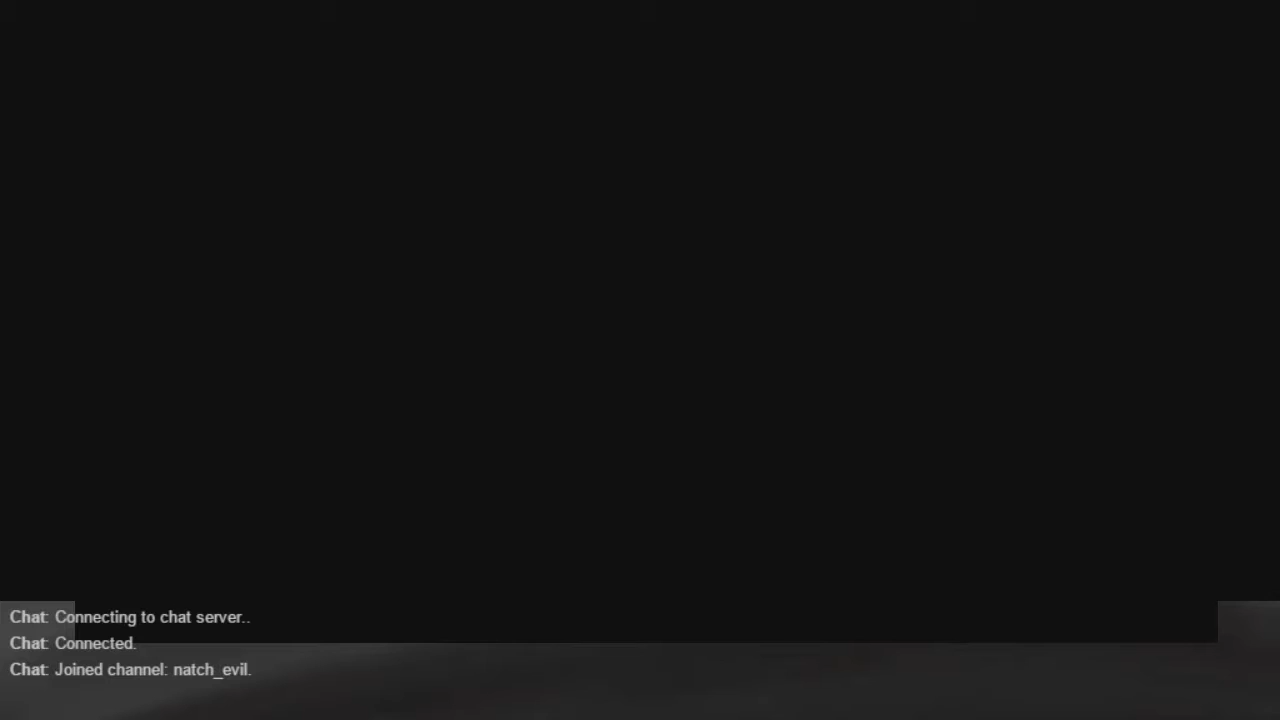 Chat: Connecting to chat server..
Chat: Connected.
Chat: Joined channel: natch_evil.